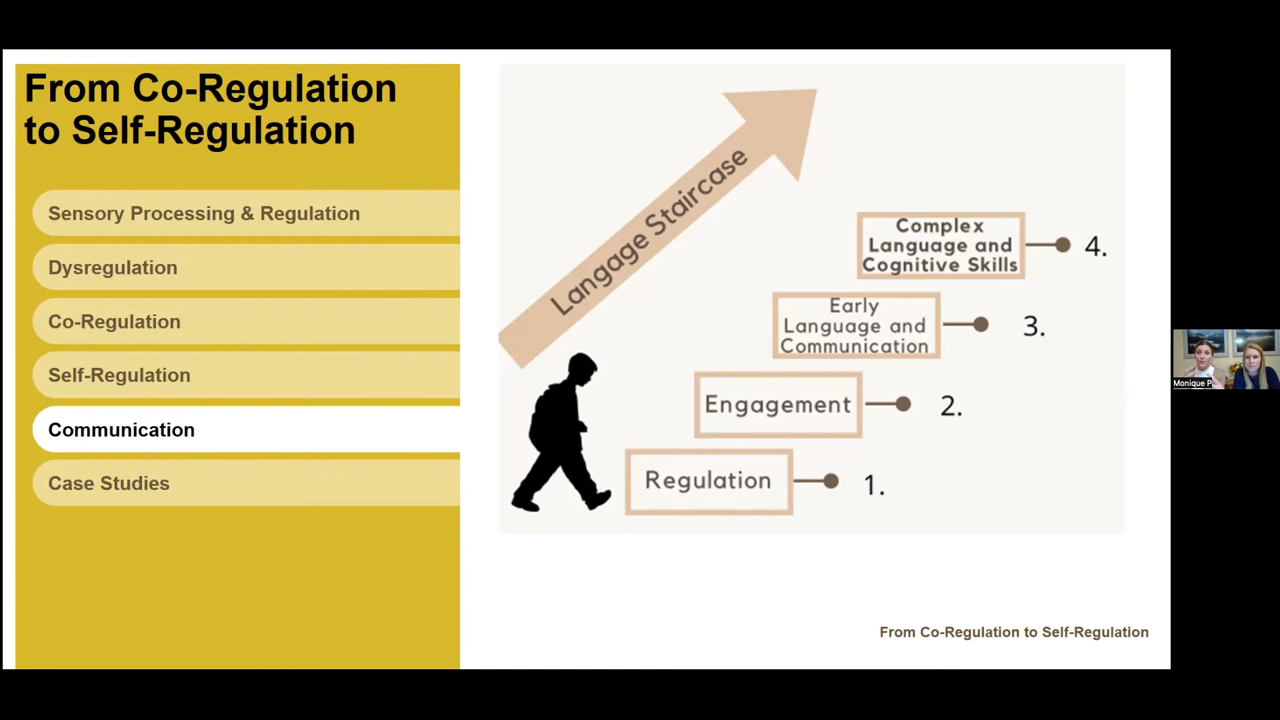 From Co-Regulation
to Self-Regulation
Sensory Processing & Regulation
Dysregulation
Co-Regulation
Self-Regulation
Communication
Case Studies
Langage Staircase
Complex
Language and
Cognitive Skills
4.
Early
Language and
Communication
3.
Engagement
2.
Regulation
1.
From Co-Regulation to Self-Regulation
Monique P